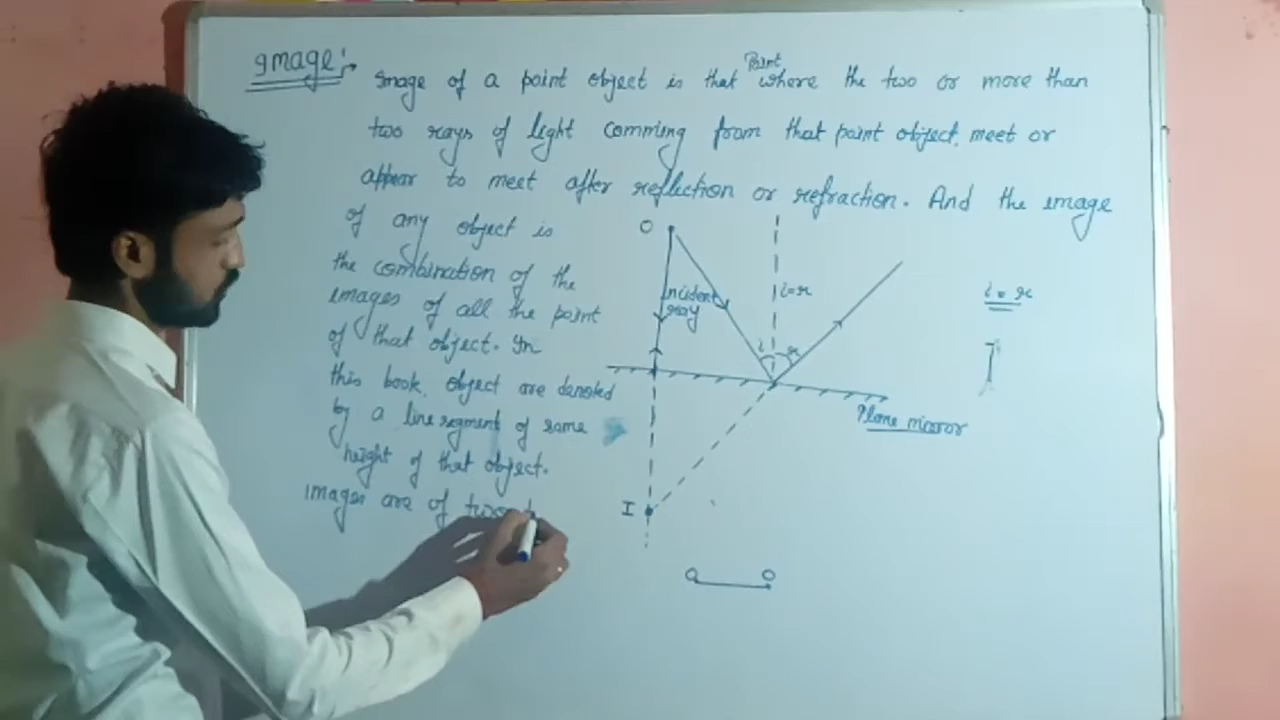 Image:→
Point
Image of a point object is that where the two or more than
two rays of light comming from that point object, meet or
appear to meet after reflection or refraction. And the image
of any object is
the combination of the
images of all the point
of that object. In
this book, object are denoted
by a line segment of same
height of that object.
images are of two t
O
i=r
incident
ray
i
r
Plane mirror
I
i = r